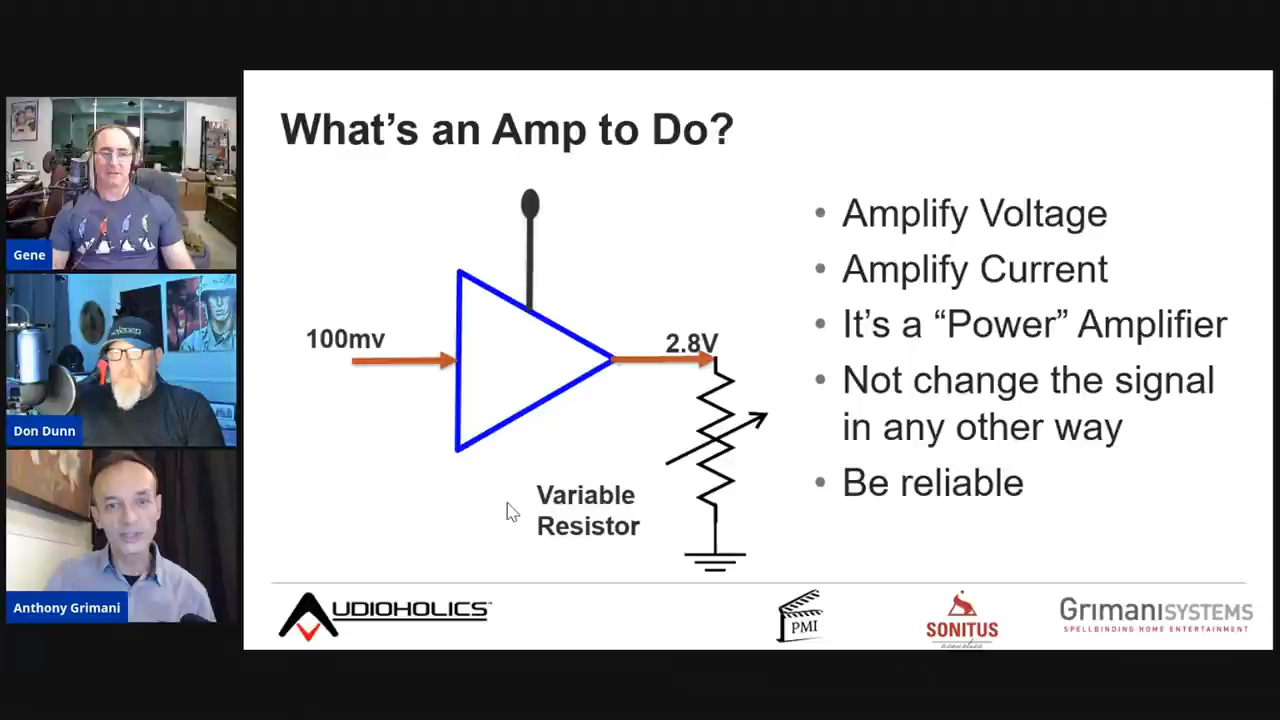 Gene
Don Dunn
Anthony Grimani
What's an Amp to Do?
100mv
2.8V
Variable
Resistor
• Amplify Voltage
• Amplify Current
• It's a “Power” Amplifier
• Not change the signal
in any other way
• Be reliable
UDIOHOLICS
PMI
SONITUS
acoustics
GRIMANISYSTEMS
SPELLBINDING HOME ENTERTAINMENT